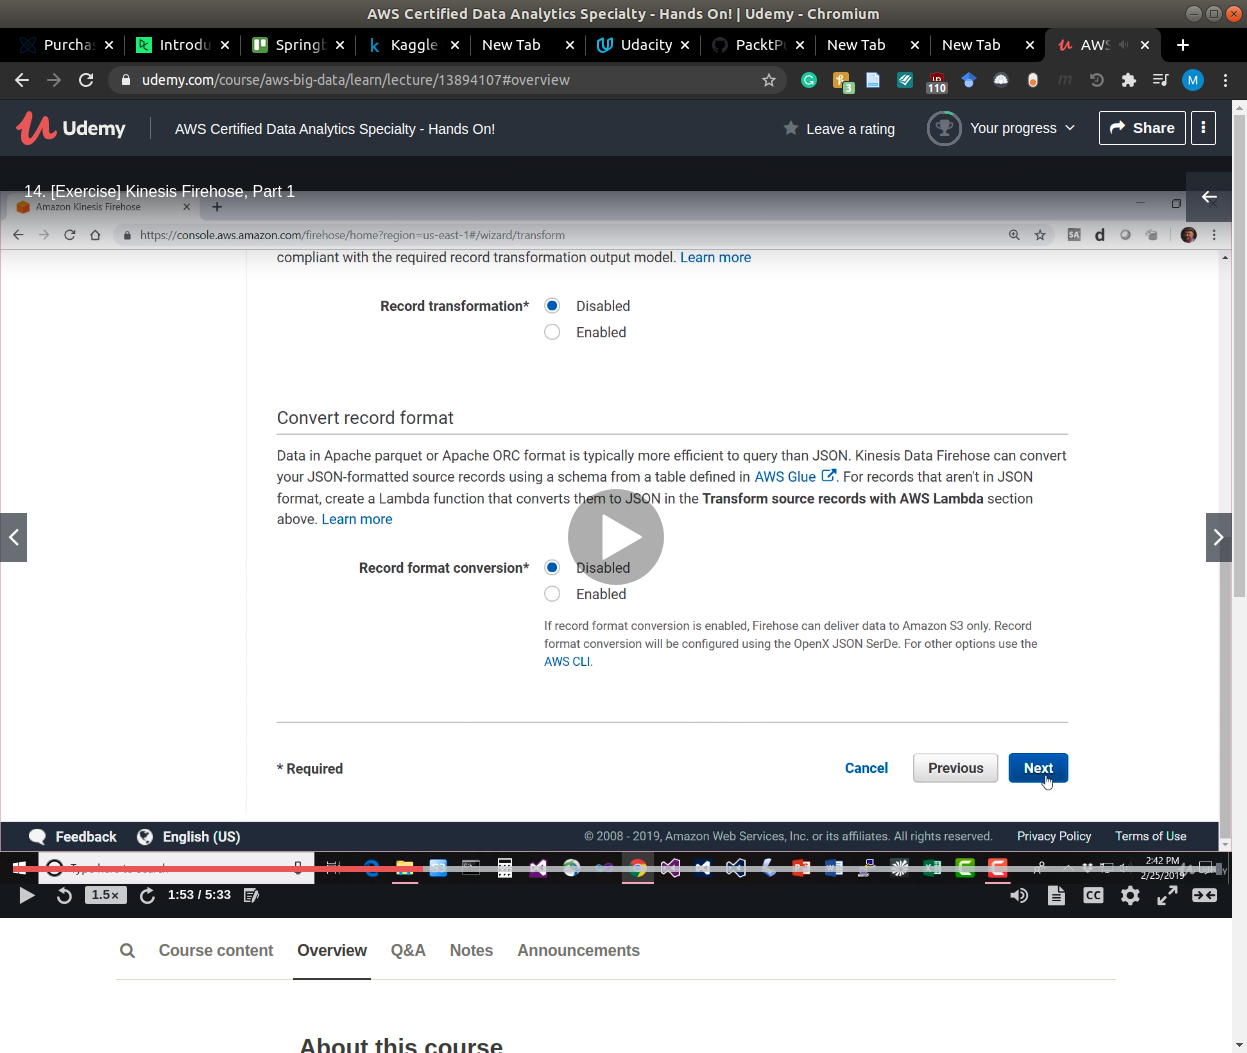 AWS Certified Data Analytics Specialty - Hands On! | Udemy - Chromium
Purcha Introdu Springb Kaggle New Tab Udacity PacktPu New Tab New Tab AWS
udemy.com/course/aws-big-data/learn/lecture/13894107#overview
3 110 M
Udemy AWS Certified Data Analytics Specialty - Hands On! Leave a rating Your progress Share
14. [Exercise] Kinesis Firehose, Part 1
Amazon Kinesis Firehose
https://console.aws.amazon.com/firehose/home?region=us-east-1#/wizard/transform
compliant with the required record transformation output model. Learn more
Record transformation* Disabled
Enabled
Convert record format
Data in Apache parquet or Apache ORC format is typically more efficient to query than JSON. Kinesis Data Firehose can convert
your JSON-formatted source records using a schema from a table defined in AWS Glue. For records that aren't in JSON
format, create a Lambda function that converts them to JSON in the Transform source records with AWS Lambda section
above. Learn more
Record format conversion* Disabled
Enabled
If record format conversion is enabled, Firehose can deliver data to Amazon S3 only. Record
format conversion will be configured using the OpenX JSON SerDe. For other options use the
AWS CLI.
* Required Cancel Previous Next
Feedback English (US) © 2008 - 2019, Amazon Web Services, Inc. or its affiliates. All rights reserved. Privacy Policy Terms of Use
2:42 PM
2/25/2019
1.5× 1:53 / 5:33 CC
Course content Overview Q&A Notes Announcements
About this course